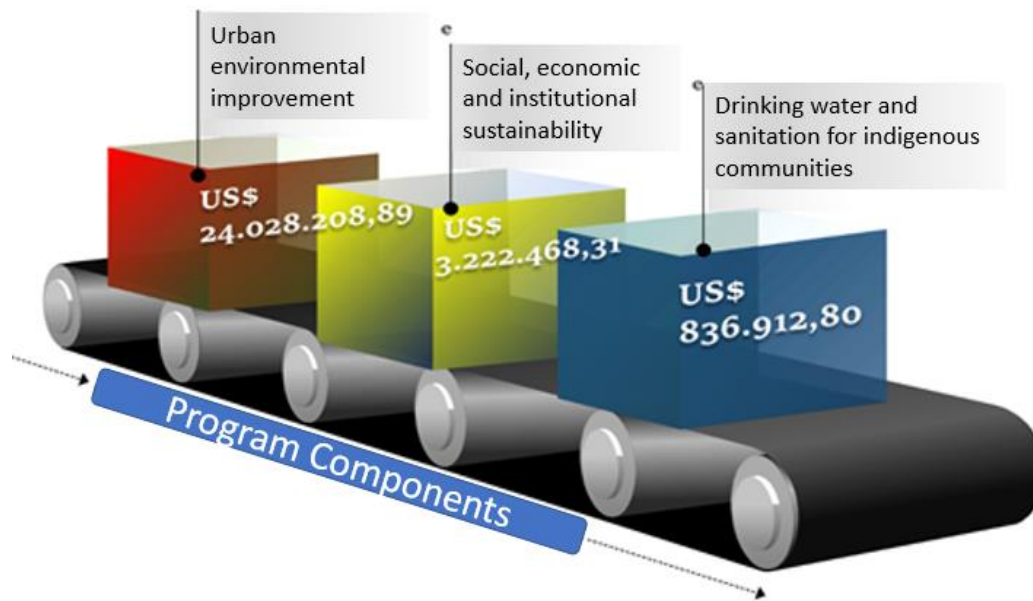 Urban
environmental
improvement
Social, economic
and institutional
sustainability
Drinking water and
sanitation for indigenous
communities
US$
24.028.208,89
US$
3.222.468,31
US$
836.912,80
Program Components